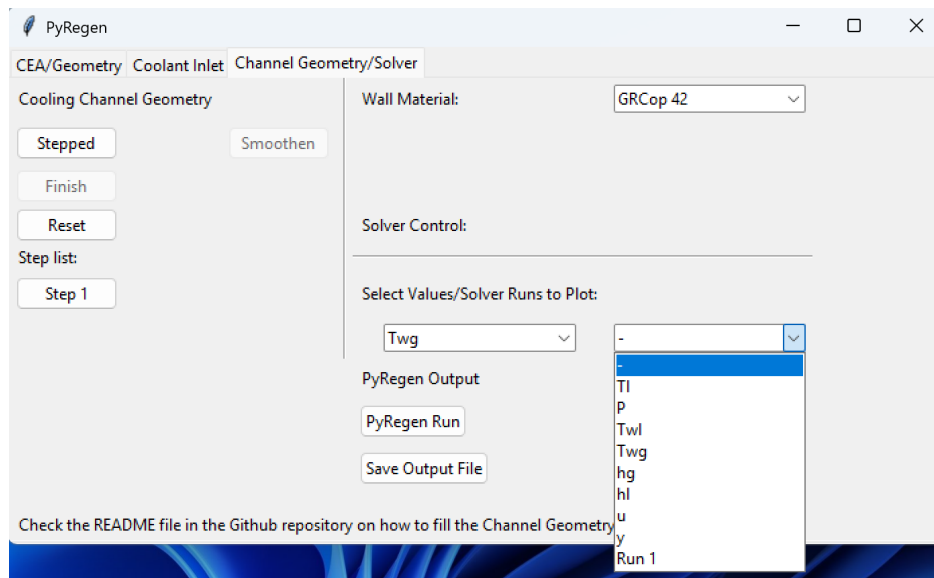 PyRegen
CEA/Geometry Coolant Inlet Channel Geometry/Solver
Cooling Channel Geometry
Stepped
Smoothen
Finish
Reset
Step list:
Step 1
Wall Material:
GRCop 42
Solver Control:
Select Values/Solver Runs to Plot:
Twg
-
-
Tl
P
Twl
Twg
hg
hl
u
y
Run 1
PyRegen Output
PyRegen Run
Save Output File
Check the README file in the Github repository on how to fill the Channel Geometry